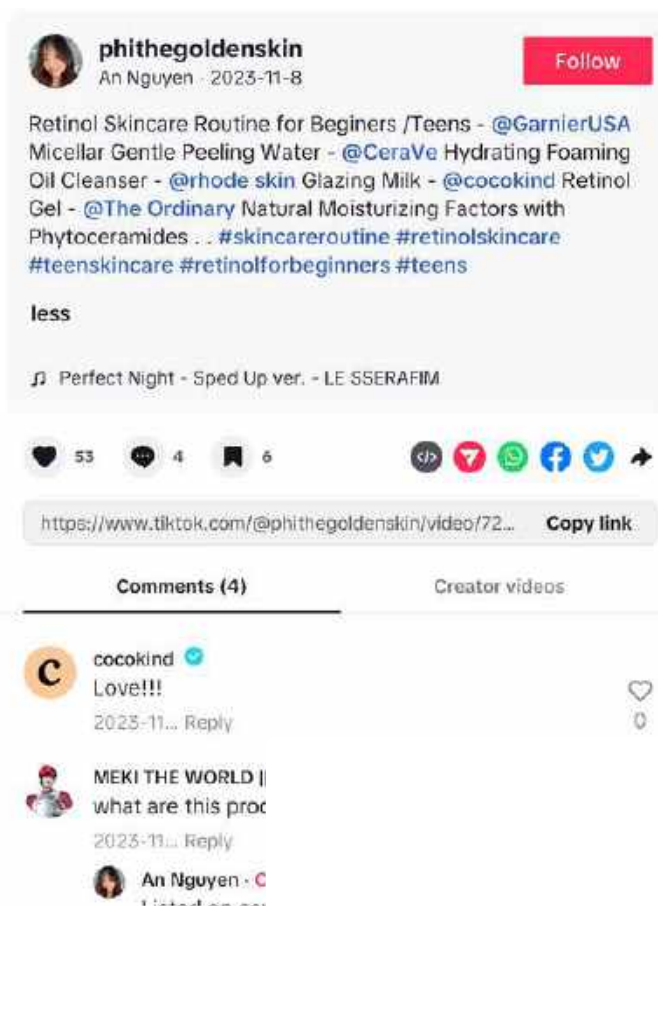 phithegoldenskin
An Nguyen · 2023-11-8
Follow
Retinol Skincare Routine for Beginers /Teens - @GarnierUSA
Micellar Gentle Peeling Water - @CeraVe Hydrating Foaming
Oil Cleanser - @rhode skin Glazing Milk - @cocokind Retinol
Gel - @The Ordinary Natural Moisturizing Factors with
Phytoceramides . . #skincareroutine #retinolskincare
#teenskincare #retinolforbeginners #teens
less
Perfect Night - Sped Up ver. - LE SSERAFIM
53
4
6
https://www.tiktok.com/@phithegoldenskin/video/72...
Copy link
Comments (4)
Creator videos
C
cocokind
Love!!!
2023-11... Reply
0
MEKI THE WORLD
what are this
2023-11... Reply
An Nguyen ·